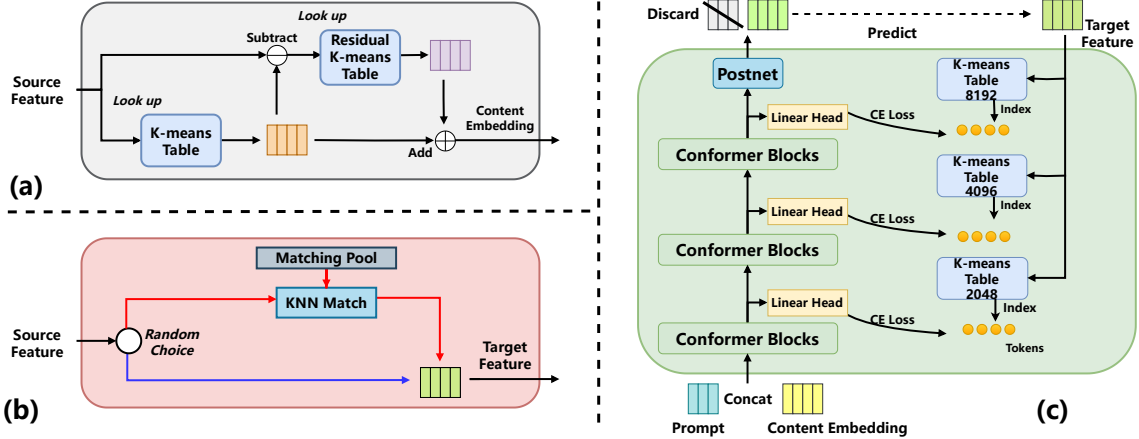 Look up
Subtract
Residual
K-means
Table
Source
Feature
Look up
K-means
Table
Content
Embedding
Add
(a)
Matching Pool
KNN Match
Source
Feature
Random
Choice
Target
Feature
(b)
Discard
Predict
Target
Feature
Postnet
K-means
Table
8192
Index
Linear Head
CE Loss
Conformer Blocks
K-means
Table
4096
Index
Linear Head
CE Loss
Conformer Blocks
K-means
Table
2048
Index
Linear Head
CE Loss
Tokens
Conformer Blocks
Concat
Prompt
Content Embedding
(c)